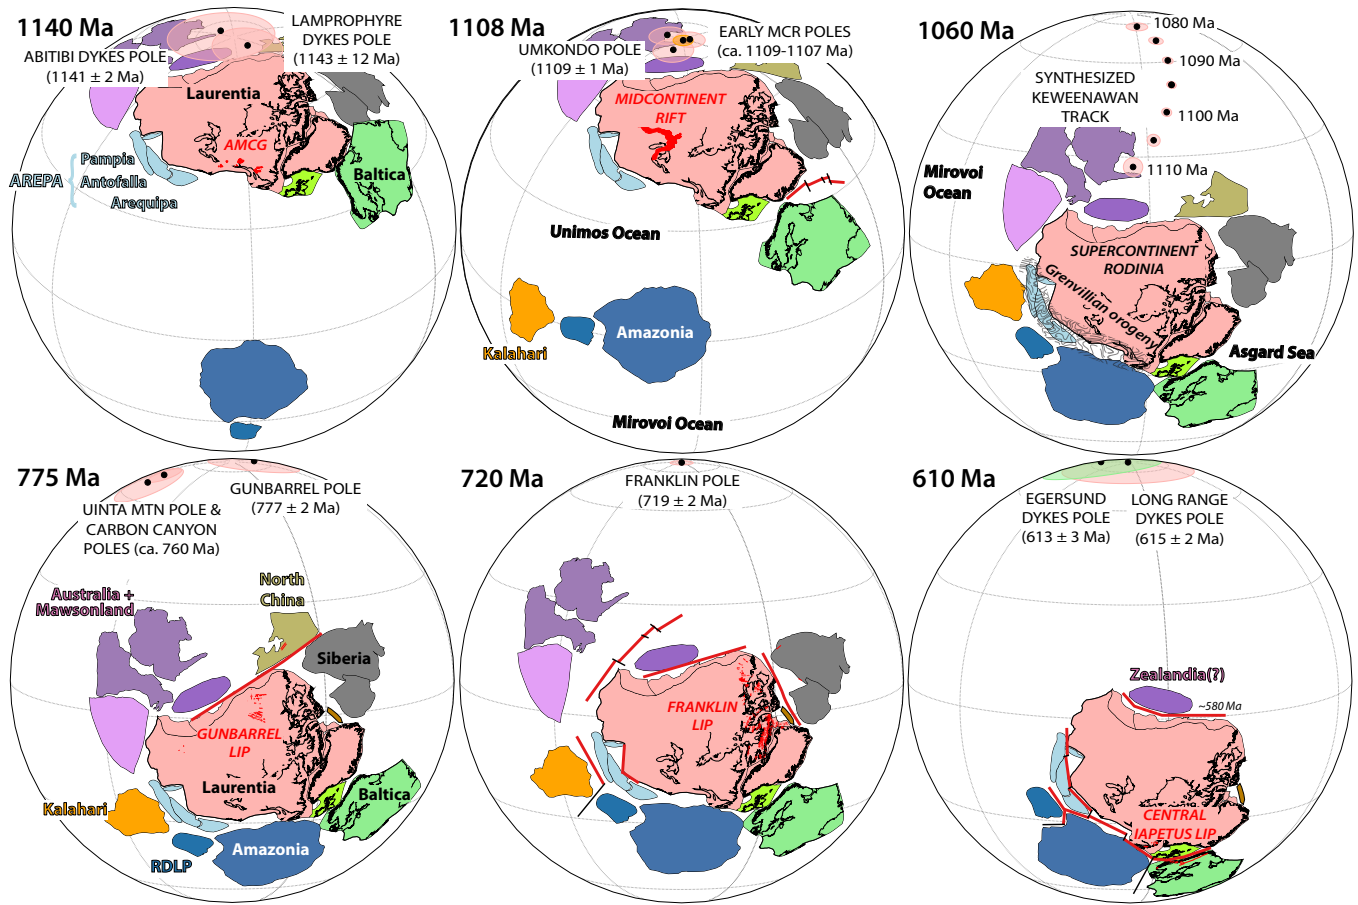 1140 Ma
ABITIBI DYKES POLE
(1141 ± 2 Ma)
LAMPROPHYRE
DYKES POLE
(1143 ± 12 Ma)
Laurentia
AMCG
Pampia
AREPA
Antofalla
Arequipa
Baltica
1108 Ma
UMKONDO POLE
(1109 ± 1 Ma)
EARLY MCR POLES
(ca. 1109-1107 Ma)
MIDCONTINENT
RIFT
Unimos Ocean
Kalahari
Amazonia
Mirovoi Ocean
1060 Ma
1080 Ma
1090 Ma
SYNTHESIZED
KEWEENAWAN
TRACK
1100 Ma
1110 Ma
Mirovoi
Ocean
SUPERCONTINENT
RODINIA
Grenvillian orogeny
Asgard Sea
775 Ma
GUNBARREL POLE
(777 ± 2 Ma)
UINTA MTN POLE &
CARBON CANYON
POLES (ca. 760 Ma)
Australia +
Mawsonland
North
China
Siberia
GUNBARREL
LIP
Laurentia
Kalahari
Baltica
RDLP
Amazonia
720 Ma
FRANKLIN POLE
(719 ± 2 Ma)
FRANKLIN
LIP
610 Ma
EGERSUND
DYKES POLE
(613 ± 3 Ma)
LONG RANGE
DYKES POLE
(615 ± 2 Ma)
Zealandia(?)
~580 Ma
CENTRAL
IAPETUS LIP